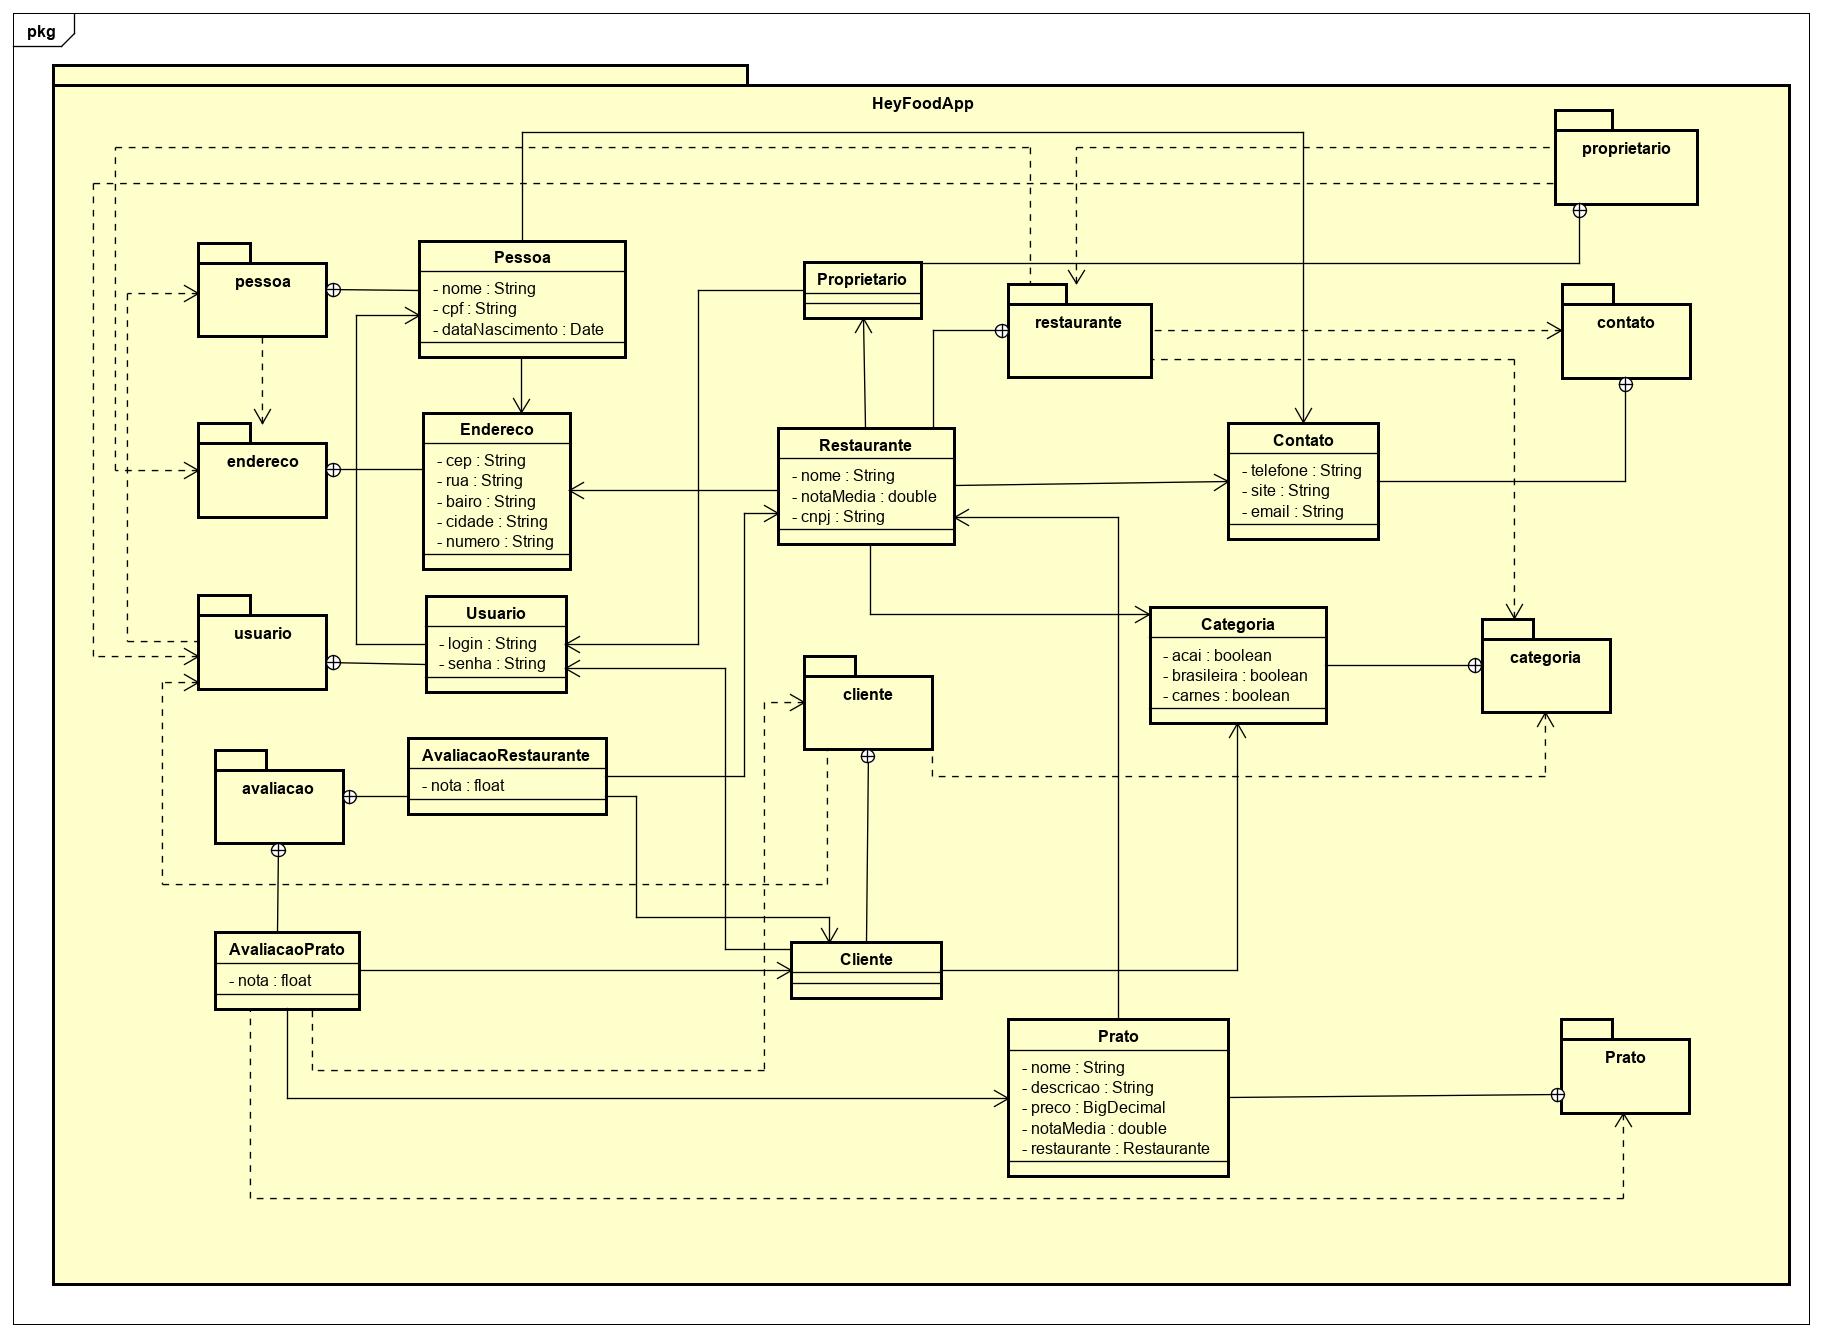 pkg
HeyFoodApp
proprietario
pessoa
Pessoa
- nome : String
- cpf : String
- dataNascimento : Date
Proprietario
restaurante
contato
endereco
Endereco
- cep : String
- rua : String
- bairo : String
- cidade : String
- numero : String
Restaurante
- nome : String
- notaMedia : double
- cnpj : String
Contato
- telefone : String
- site : String
- email : String
usuario
Usuario
- login : String
- senha : String
cliente
Categoria
- acai : boolean
- brasileira : boolean
- carnes : boolean
categoria
avaliacao
AvaliacaoRestaurante
- nota : float
AvaliacaoPrato
- nota : float
Cliente
Prato
- nome : String
- descricao : String
- preco : BigDecimal
- notaMedia : double
- restaurante : Restaurante
Prato